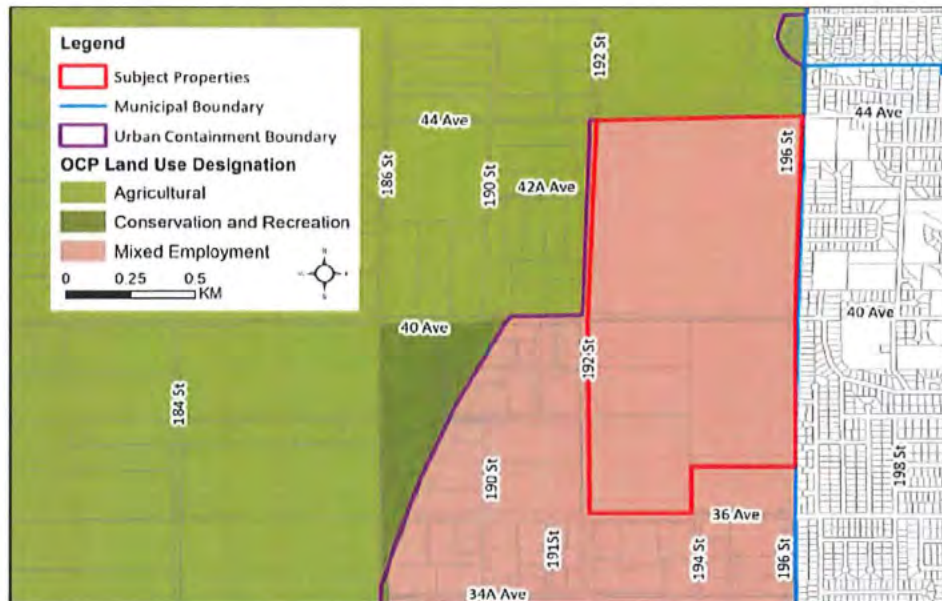 Legend
Subject Properties
Municipal Boundary
Urban Containment Boundary
OCP Land Use Designation
Agricultural
Conservation and Recreation
Mixed Employment
0 0.25 0.5
KM
N
S
192 St
44 Ave
44 Ave
186 St
190 St
42A Ave
196 St
40 Ave
40 Ave
192 St
184 St
190 St
198 St
36 Ave
191 St
194 St
196 St
34A Ave